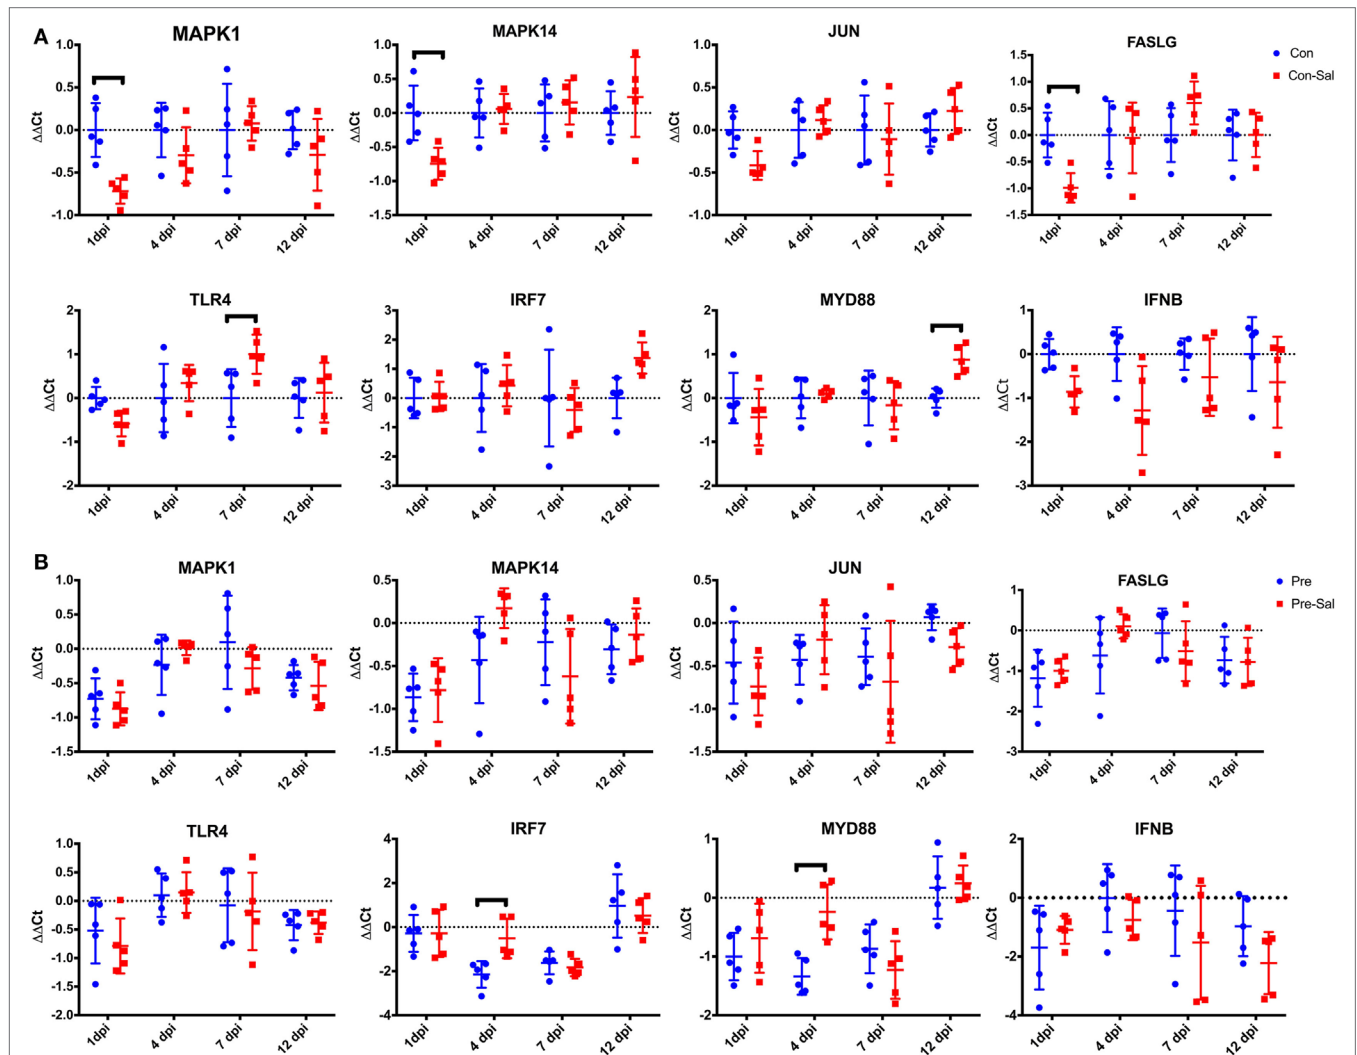 A
MAPK1
MAPK14
JUN
FASLG
Con
Con-Sal
ΔΔCt
1.0
0.5
0.0
-0.5
-1.0
1dpi
4 dpi
7 dpi
12 dpi
ΔΔCt
1.0
0.5
0.0
-0.5
-1.0
-1.5
1dpi
4 dpi
7 dpi
12 dpi
ΔΔCt
1.0
0.5
0.0
-0.5
-1.0
1dpi
4 dpi
7 dpi
12 dpi
ΔΔCt
1.5
1.0
0.5
0.0
-0.5
-1.0
-1.5
1dpi
4 dpi
7 dpi
12 dpi
TLR4
IRF7
MYD88
IFNB
ΔΔCt
2
1
0
-1
-2
1dpi
4 dpi
7 dpi
12 dpi
ΔΔCt
3
2
1
0
-1
-2
-3
1dpi
4 dpi
7 dpi
12 dpi
ΔΔCt
2
1
0
-1
-2
1dpi
4 dpi
7 dpi
12 dpi
ΔΔCt
1
0
-1
-2
-3
1dpi
4 dpi
7 dpi
12 dpi
B
MAPK1
MAPK14
JUN
FASLG
Pre
Pre-Sal
ΔΔCt
1.0
0.5
0.0
-0.5
-1.0
-1.5
1dpi
4 dpi
7 dpi
12 dpi
ΔΔCt
0.5
0.0
-0.5
-1.0
-1.5
1dpi
4 dpi
7 dpi
12 dpi
ΔΔCt
0.5
0.0
-0.5
-1.0
-1.5
1dpi
4 dpi
7 dpi
12 dpi
ΔΔCt
1
0
-1
-2
-3
1dpi
4 dpi
7 dpi
12 dpi
TLR4
IRF7
MYD88
IFNB
ΔΔCt
1.0
0.5
0.0
-0.5
-1.0
-1.5
-2.0
1dpi
4 dpi
7 dpi
12 dpi
ΔΔCt
4
2
0
-2
-4
1dpi
4 dpi
7 dpi
12 dpi
ΔΔCt
1
0
-1
-2
1dpi
4 dpi
7 dpi
12 dpi
ΔΔCt
2
0
-2
-4
1dpi
4 dpi
7 dpi
12 dpi